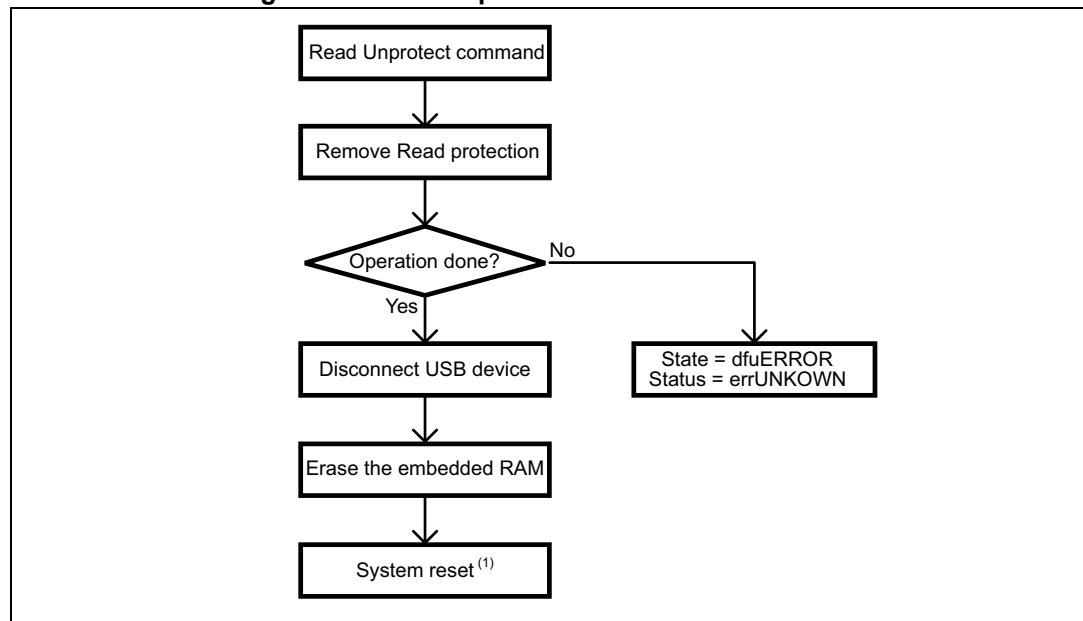 Read Unprotect command
Remove Read protection
Operation done?
No
Yes
Disconnect USB device
State = dfuERROR
Status = errUNKOWN
Erase the embedded RAM
System reset (1)